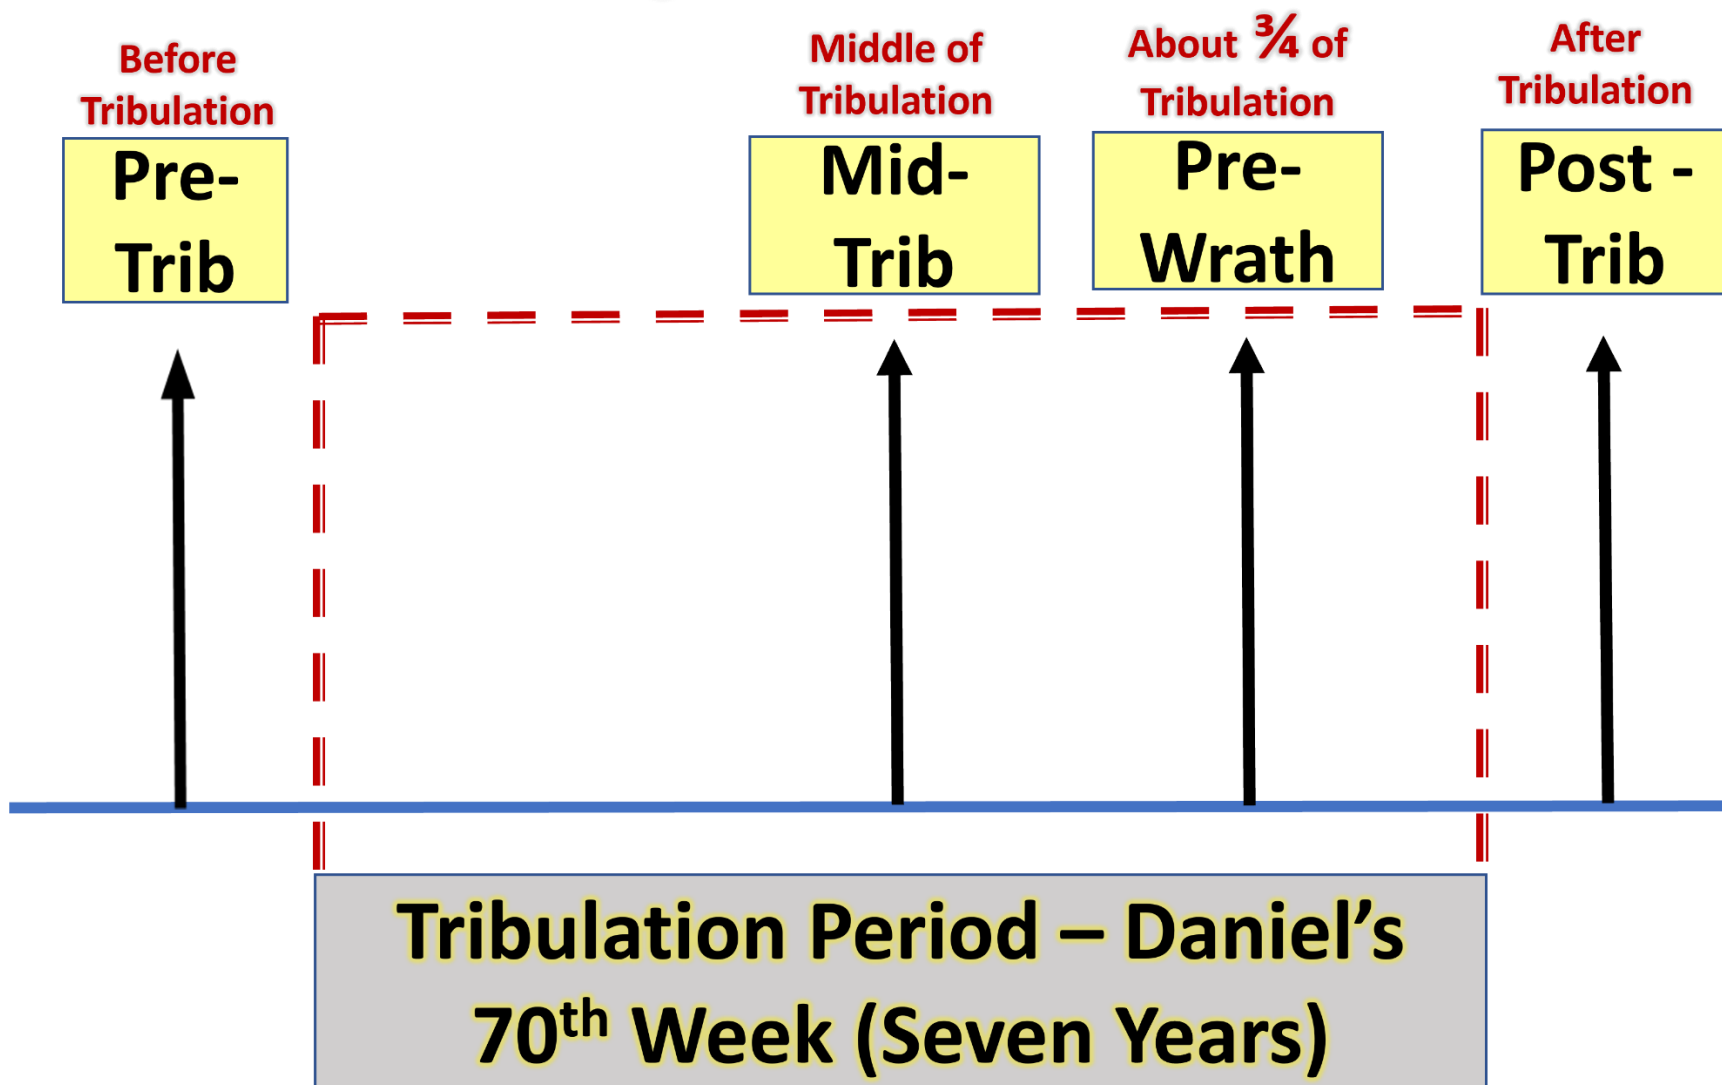 Before
Tribulation
Pre-
Trib
Middle of
Tribulation
Mid-
Trib
About ¾ of
Tribulation
Pre-
Wrath
After
Tribulation
Post -
Trib
Tribulation Period – Daniel’s
70th Week (Seven Years)